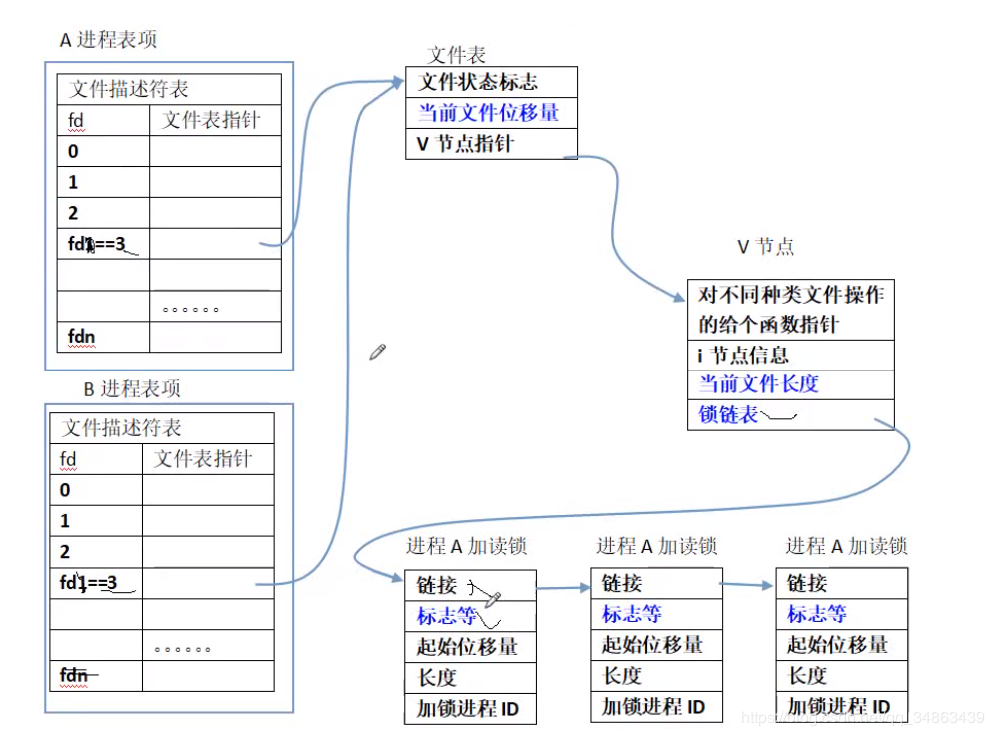 A 进程表项
文件描述符表
fd
文件表指针
0
1
2
fd1==3
。。。。。。
fdn
B 进程表项
文件描述符表
fd
文件表指针
0
1
2
fd1==3
。。。。。。
fdn
文件表
文件状态标志
当前文件位移量
V 节点指针
V 节点
对不同种类文件操作
的给个函数指针
i 节点信息
当前文件长度
锁链表
进程 A 加读锁
链接
标志等
起始位移量
长度
加锁进程 ID
进程 A 加读锁
链接
标志等
起始位移量
长度
加锁进程 ID
进程 A 加读锁
链接
标志等
起始位移量
长度
加锁进程 ID
https://blog.csdn.net/qq_34863439